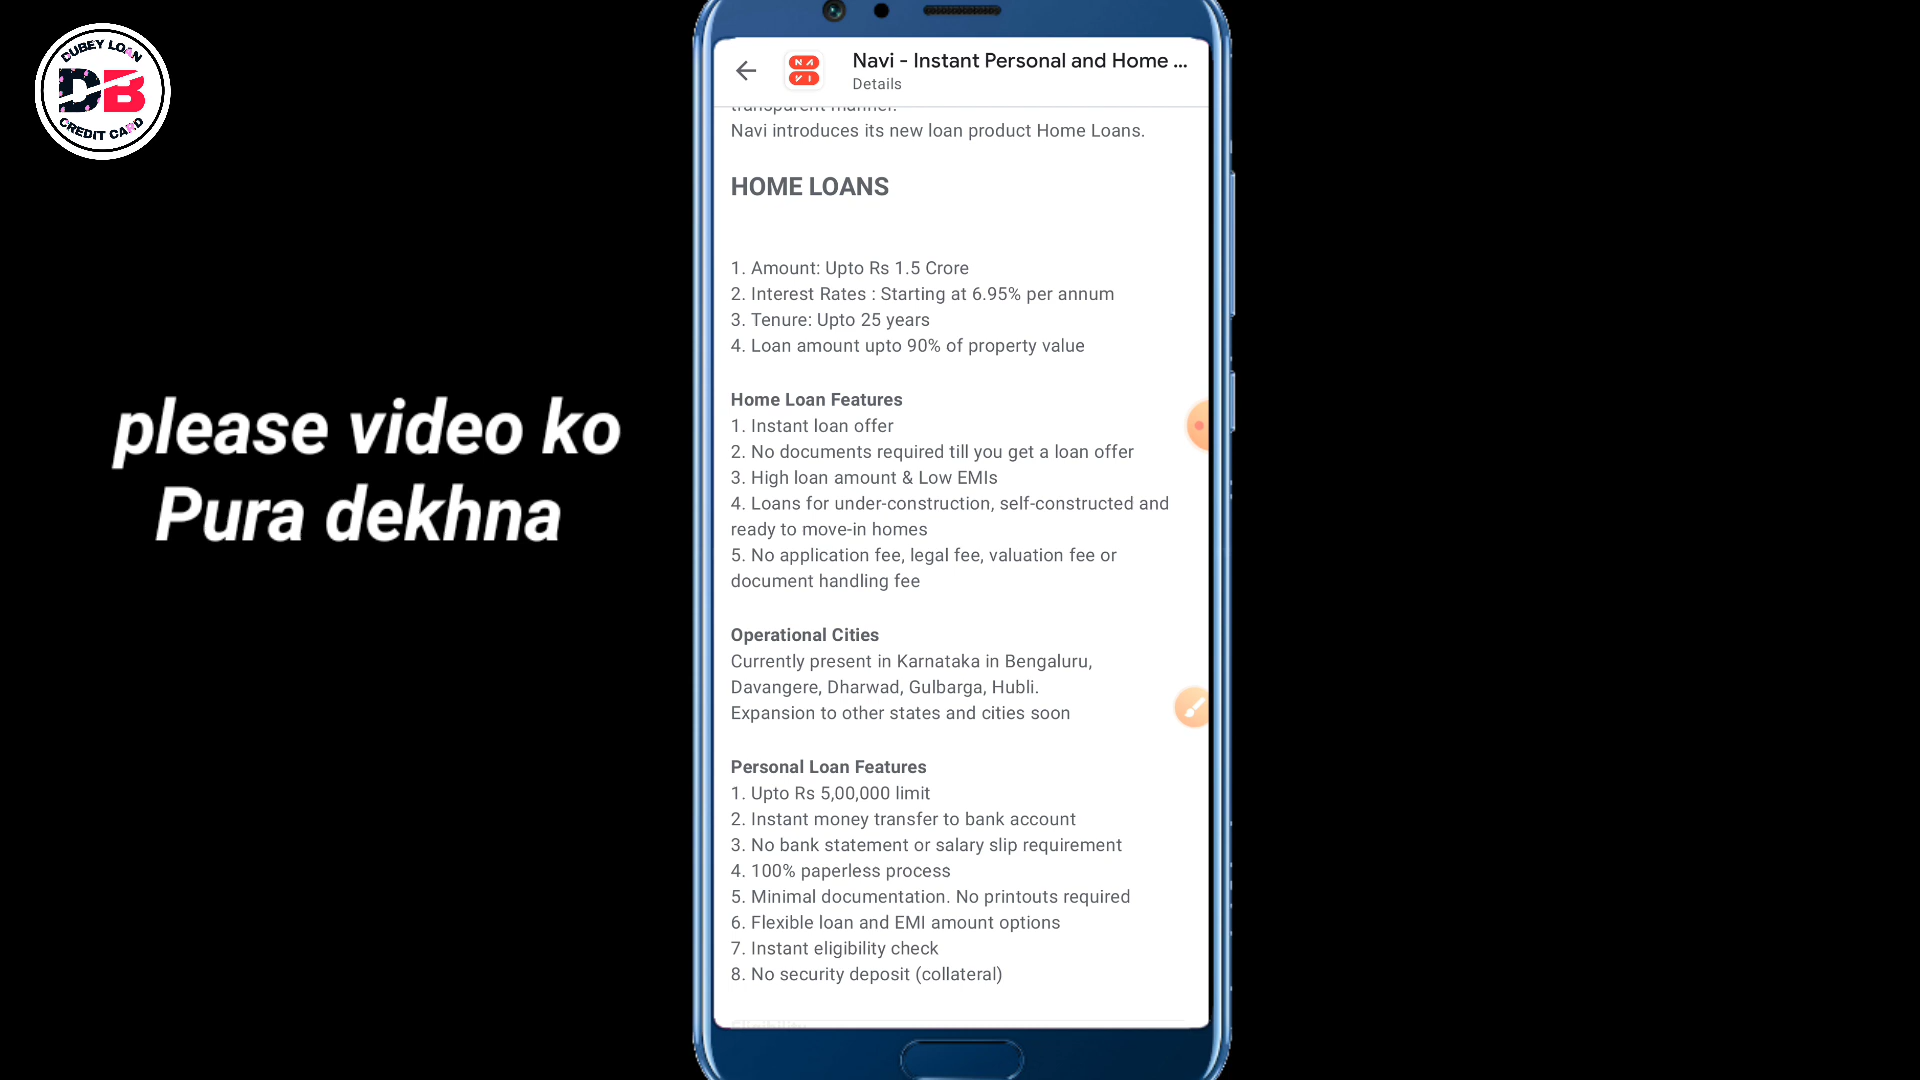 DUBEY LOAN
DB
CREDIT CARD
please video ko
Pura dekhna
NAVI
Navi - Instant Personal and Home ...
Details
transparent manner.
Navi introduces its new loan product Home Loans.
HOME LOANS
1. Amount: Upto Rs 1.5 Crore
2. Interest Rates : Starting at 6.95% per annum
3. Tenure: Upto 25 years
4. Loan amount upto 90% of property value
Home Loan Features
1. Instant loan offer
2. No documents required till you get a loan offer
3. High loan amount & Low EMIs
4. Loans for under-construction, self-constructed and
ready to move-in homes
5. No application fee, legal fee, valuation fee or
document handling fee
Operational Cities
Currently present in Karnataka in Bengaluru,
Davangere, Dharwad, Gulbarga, Hubli.
Expansion to other states and cities soon
Personal Loan Features
1. Upto Rs 5,00,000 limit
2. Instant money transfer to bank account
3. No bank statement or salary slip requirement
4. 100% paperless process
5. Minimal documentation. No printouts required
6. Flexible loan and EMI amount options
7. Instant eligibility check
8. No security deposit (collateral)